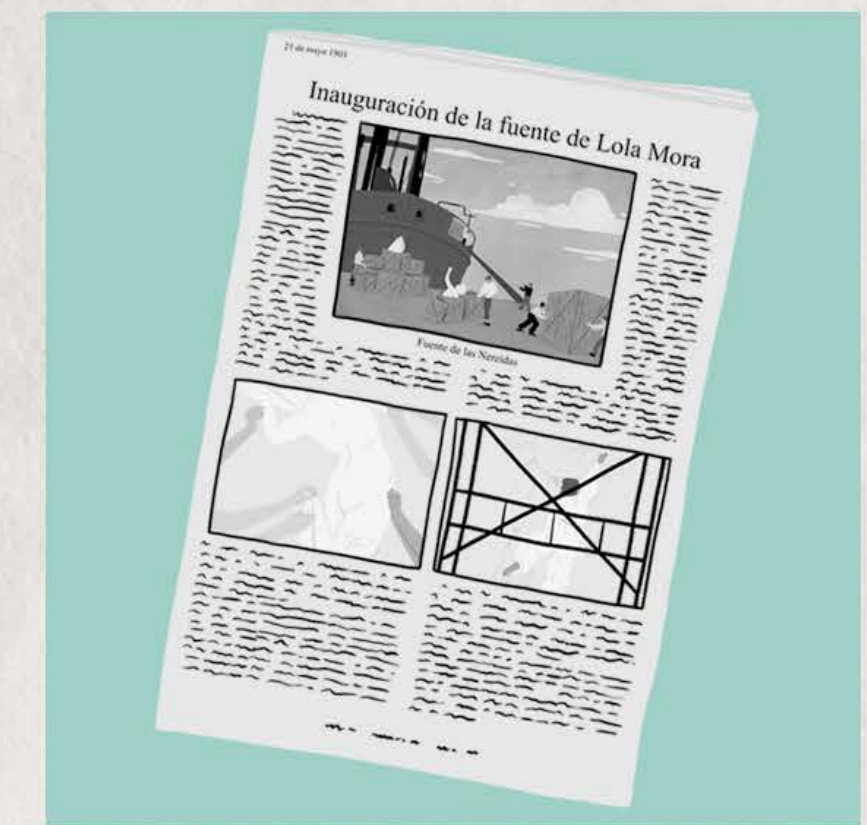 21 de mayo 1903
Inauguración de la fuente de Lola Mora
Fuente de las Nereidas